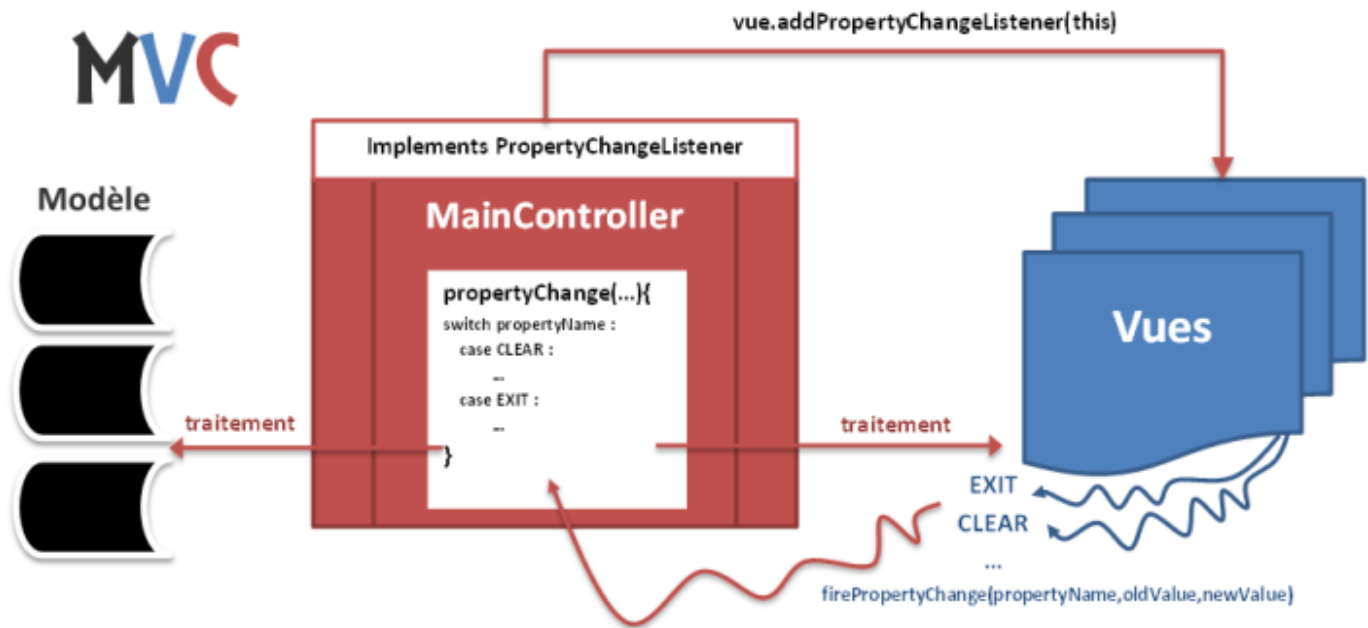 vue.addPropertyChangeListener(this)
MVC
Implements PropertyChangeListener
Modèle
MainController
propertyChange(...){
switch propertyName :
case CLEAR :
...
case EXIT :
...
}
traitement
traitement
Vues
EXIT
CLEAR
...
firePropertyChange(propertyName,oldValue,newValue)